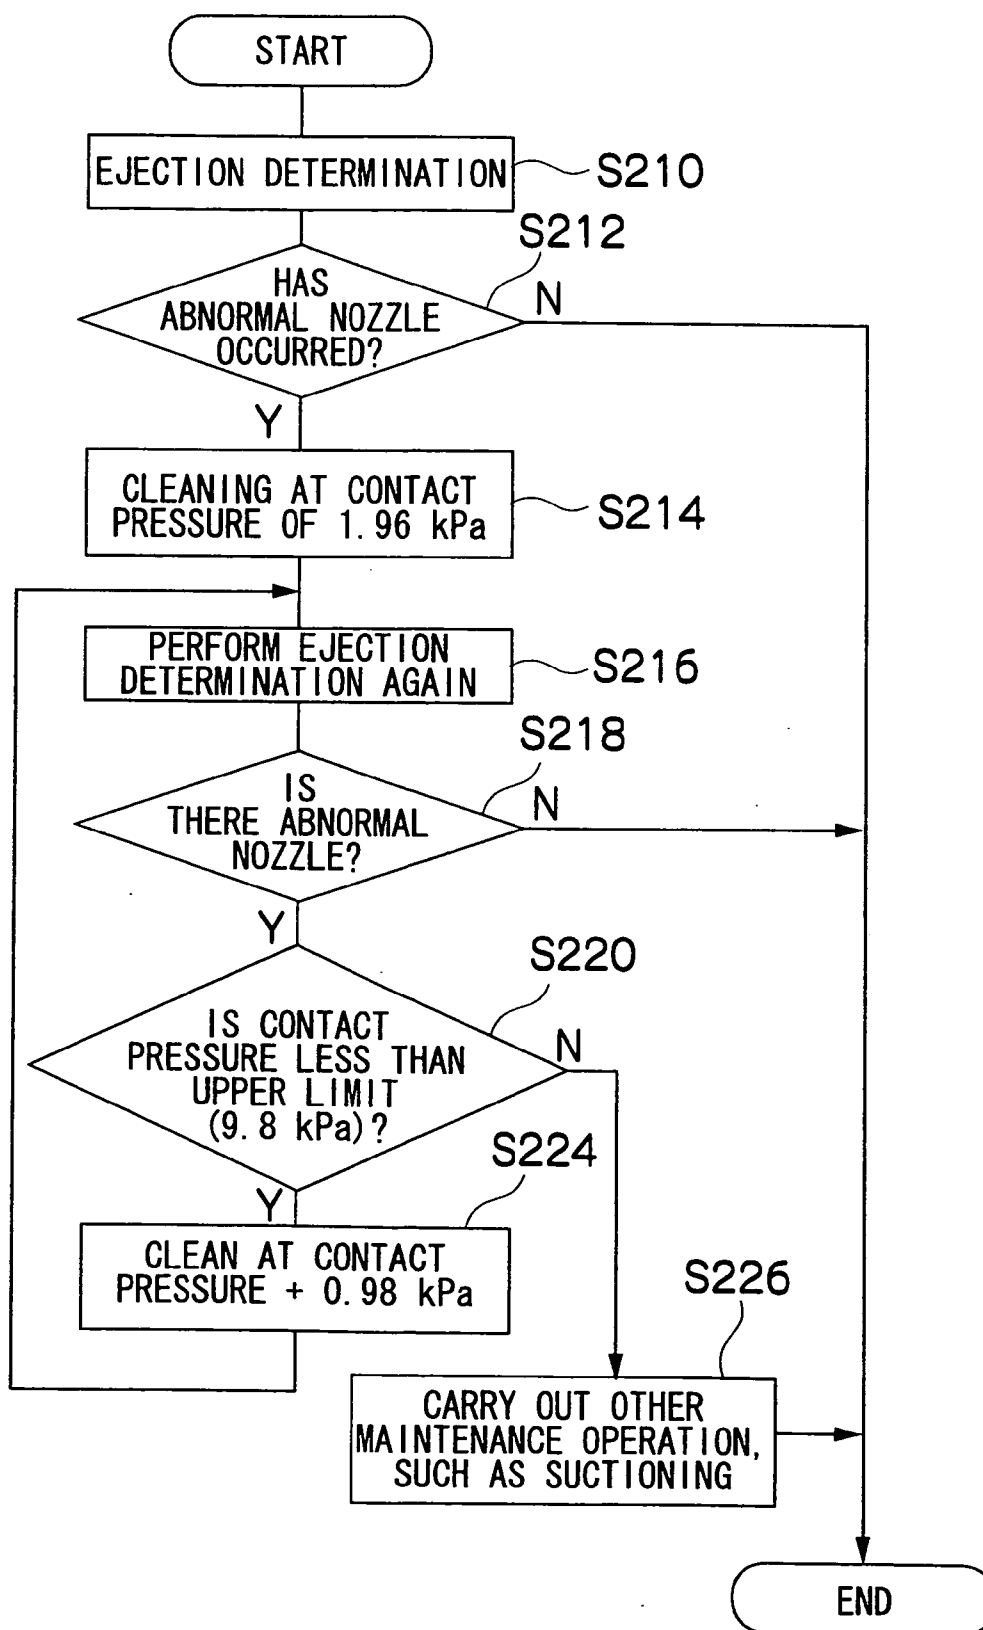 START
EJECTION DETERMINATION
S210
S212
HAS
ABNORMAL NOZZLE
OCCURRED?
N
Y
CLEANING AT CONTACT
PRESSURE OF 1.96 kPa
S214
PERFORM EJECTION
DETERMINATION AGAIN
S216
S218
IS
THERE ABNORMAL
NOZZLE?
N
Y
S220
IS CONTACT
PRESSURE LESS THAN
UPPER LIMIT
(9.8 kPa)?
N
Y
S224
CLEAN AT CONTACT
PRESSURE + 0.98 kPa
S226
CARRY OUT OTHER
MAINTENANCE OPERATION,
SUCH AS SUCTIONING
END